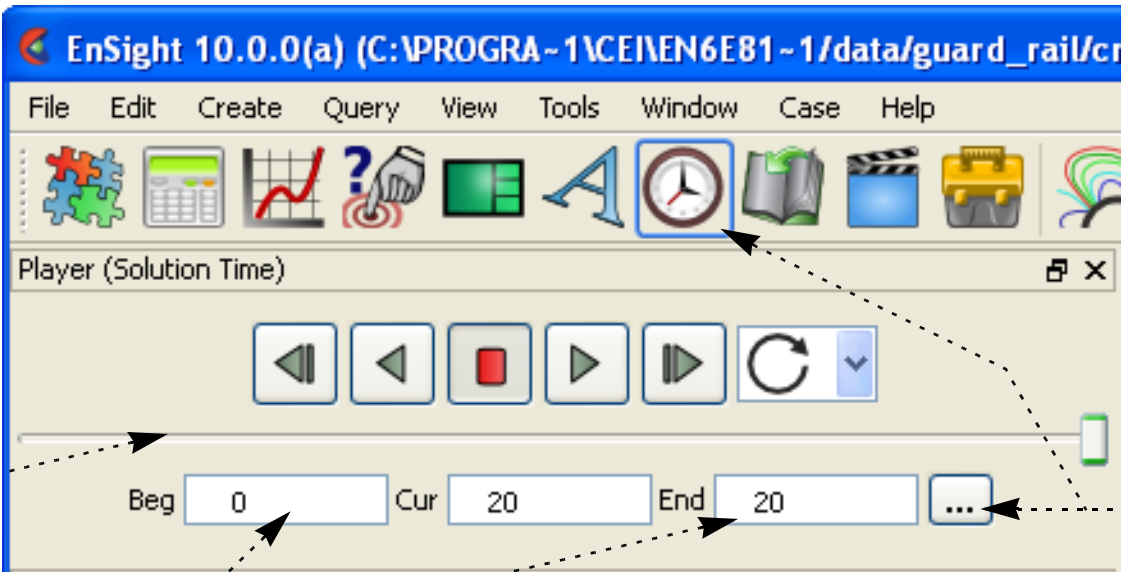 EnSight 10.0.0(a) (C:\PROGRA~1\CEI\EN6E81~1/data/guard_rail/cr
File Edit Create Query View Tools Window Case Help
Player (Solution Time)
Beg 0 Cur 20 End 20 ...